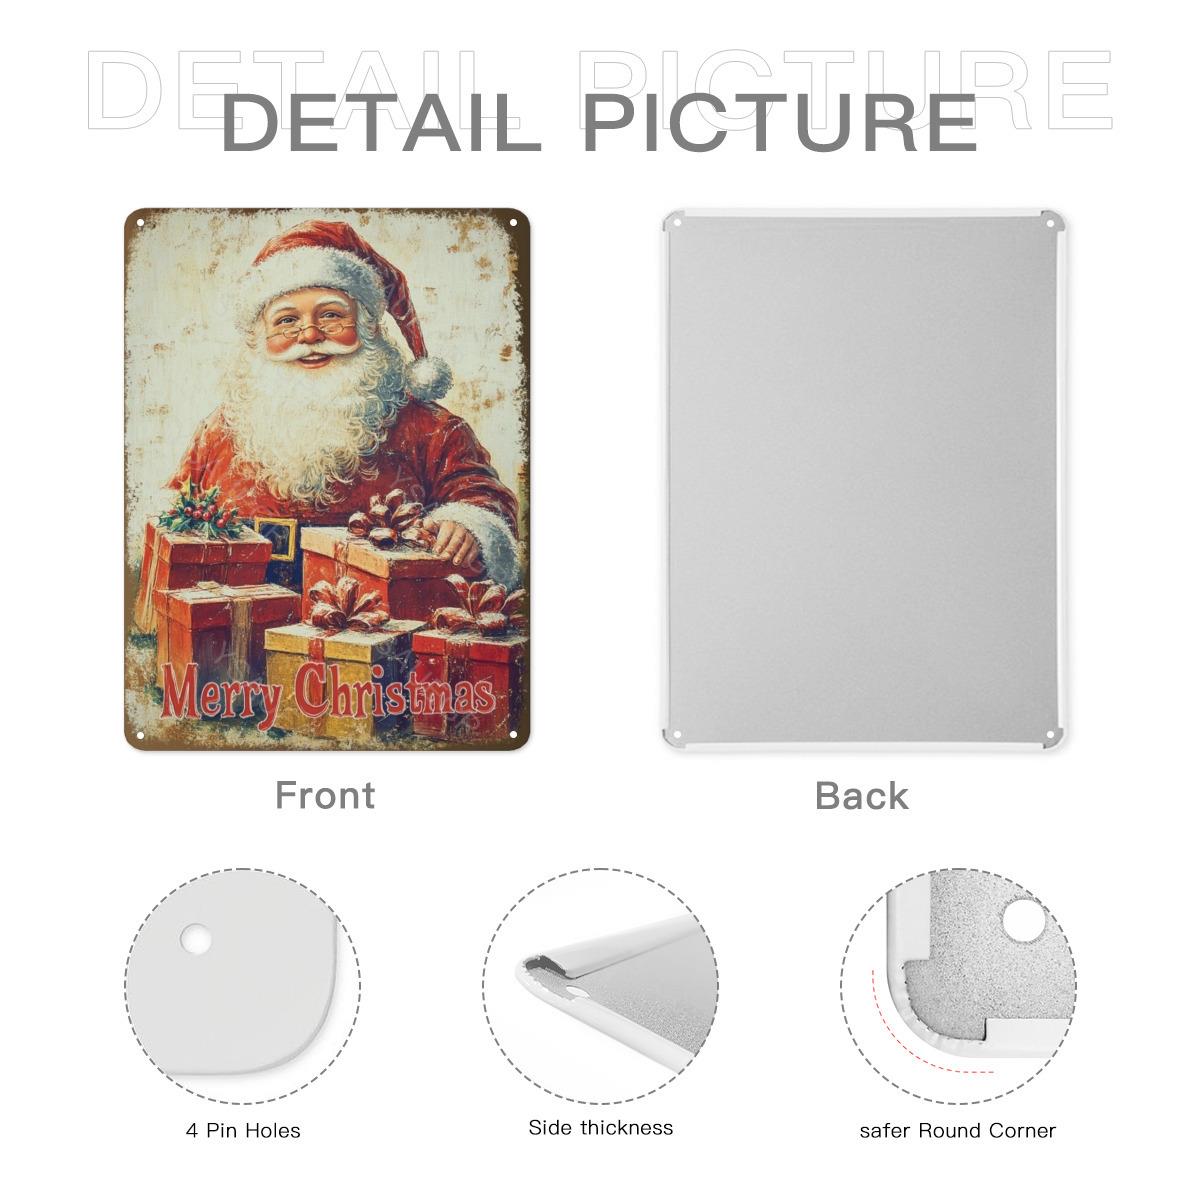 DETAIL PICTURE
DETAIL PICTURE
Merry Christmas
Front
Back
4 Pin Holes
Side thickness
safer Round Corner